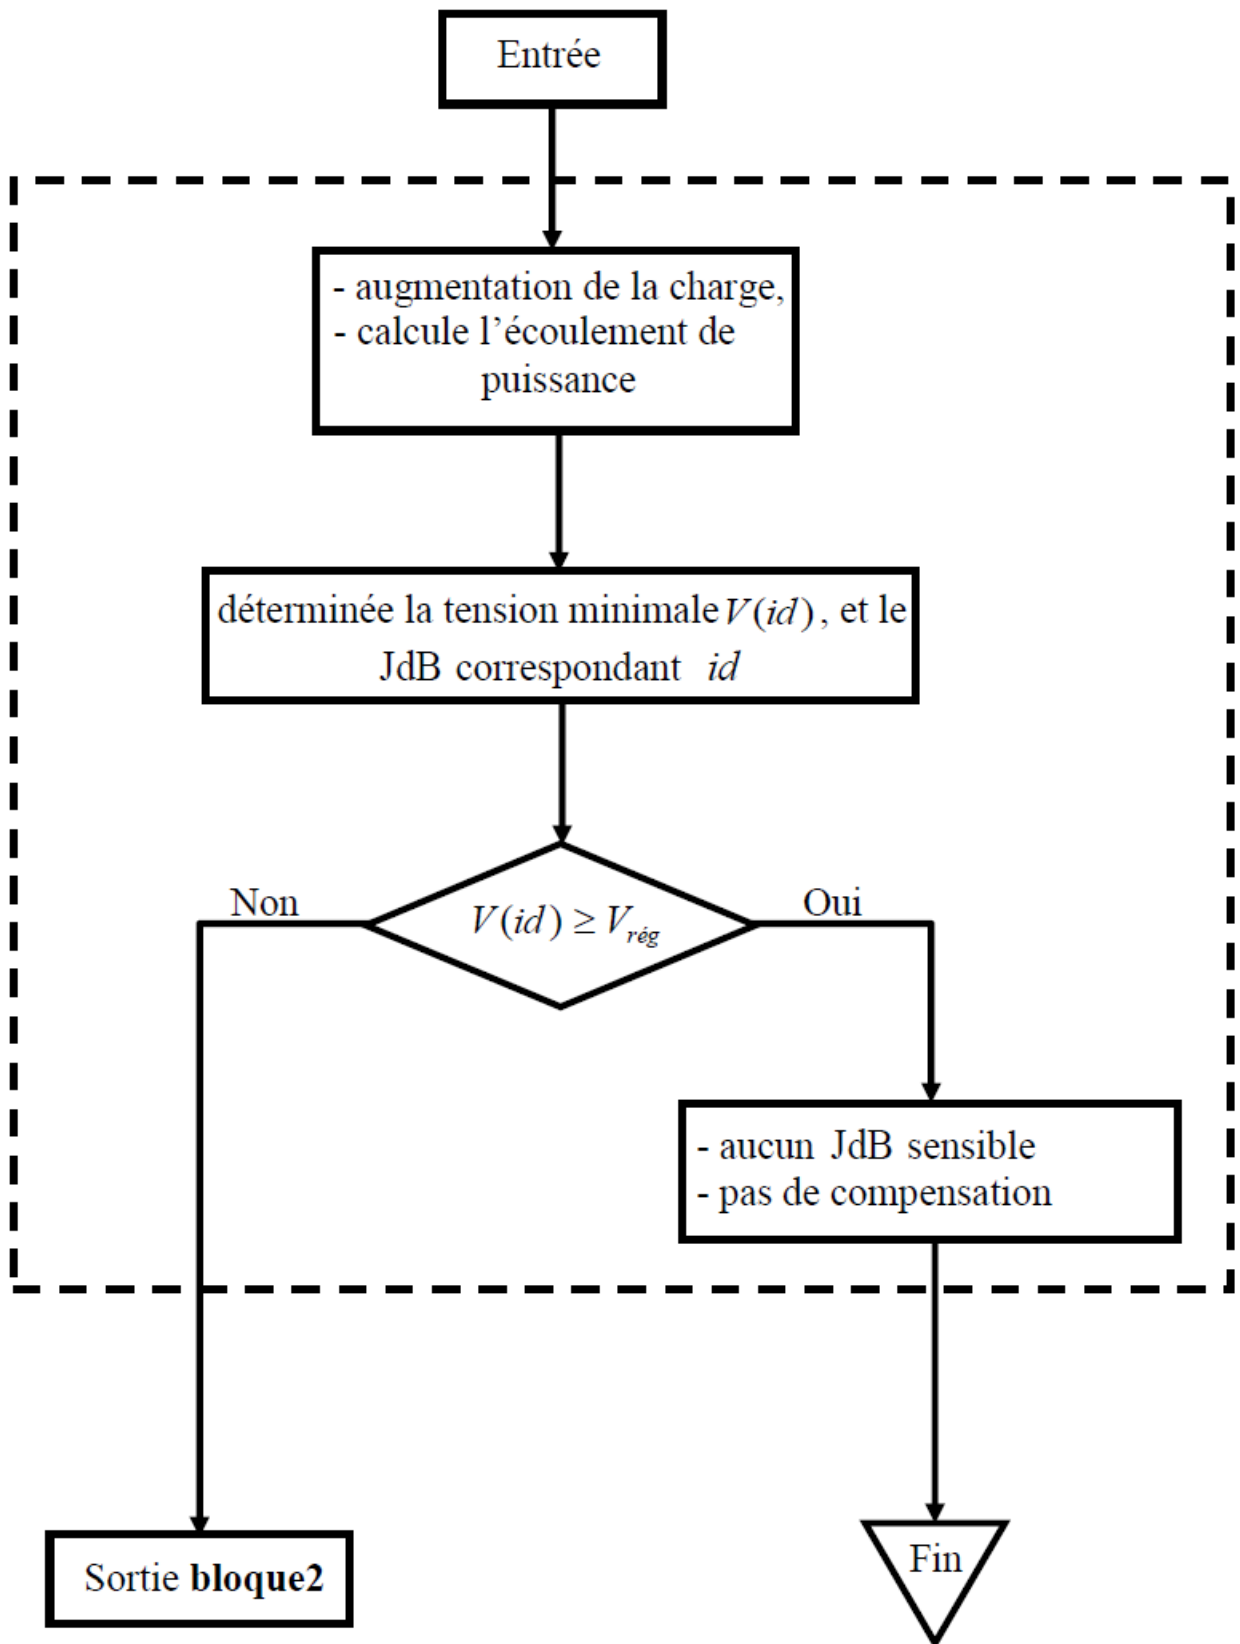 Entrée
- augmentation de la charge,
- calcule l’écoulement de
puissance
déterminée la tension minimale V(id), et le
JdB correspondant id
Non
V(id) ≥ Vrég
Oui
- aucun JdB sensible
- pas de compensation
Sortie bloque2
Fin